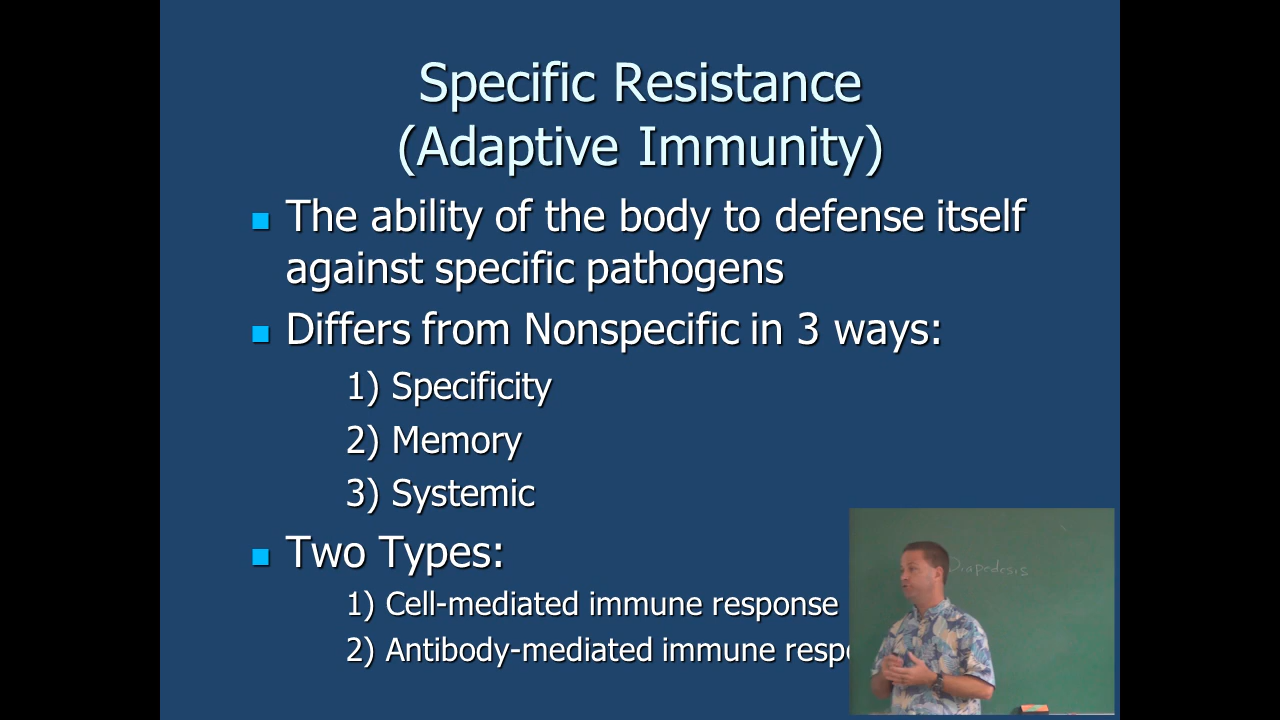 Specific Resistance
(Adaptive Immunity)
The ability of the body to defense itself
against specific pathogens
Differs from Nonspecific in 3 ways:
1) Specificity
2) Memory
3) Systemic
Two Types:
1) Cell-mediated immune response
2) Antibody-mediated immune
Diapedesis